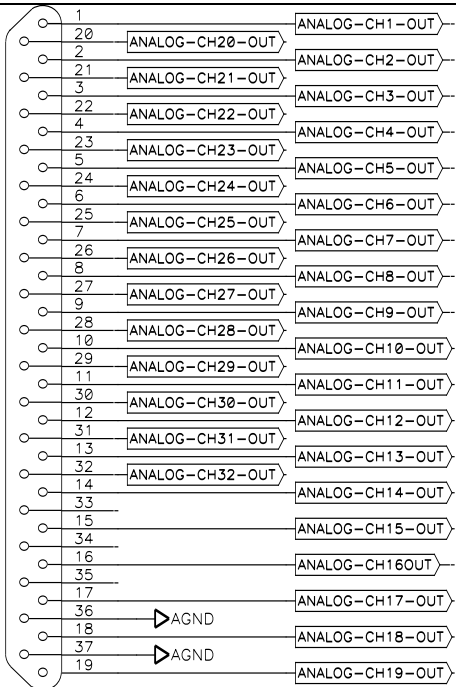 1 ANALOG-CH1-OUT
20 ANALOG-CH20-OUT
2 ANALOG-CH2-OUT
21 ANALOG-CH21-OUT
3 ANALOG-CH3-OUT
22 ANALOG-CH22-OUT
4 ANALOG-CH4-OUT
23 ANALOG-CH23-OUT
5 ANALOG-CH5-OUT
24 ANALOG-CH24-OUT
6 ANALOG-CH6-OUT
25 ANALOG-CH25-OUT
7 ANALOG-CH7-OUT
26 ANALOG-CH26-OUT
8 ANALOG-CH8-OUT
27 ANALOG-CH27-OUT
9 ANALOG-CH9-OUT
28 ANALOG-CH28-OUT
10 ANALOG-CH10-OUT
29 ANALOG-CH29-OUT
11 ANALOG-CH11-OUT
30 ANALOG-CH30-OUT
12 ANALOG-CH12-OUT
31 ANALOG-CH31-OUT
13 ANALOG-CH13-OUT
32 ANALOG-CH32-OUT
14 ANALOG-CH14-OUT
33
15 ANALOG-CH15-OUT
34
16 ANALOG-CH16OUT
35
17 ANALOG-CH17-OUT
36 AGND
18 ANALOG-CH18-OUT
37 AGND
19 ANALOG-CH19-OUT